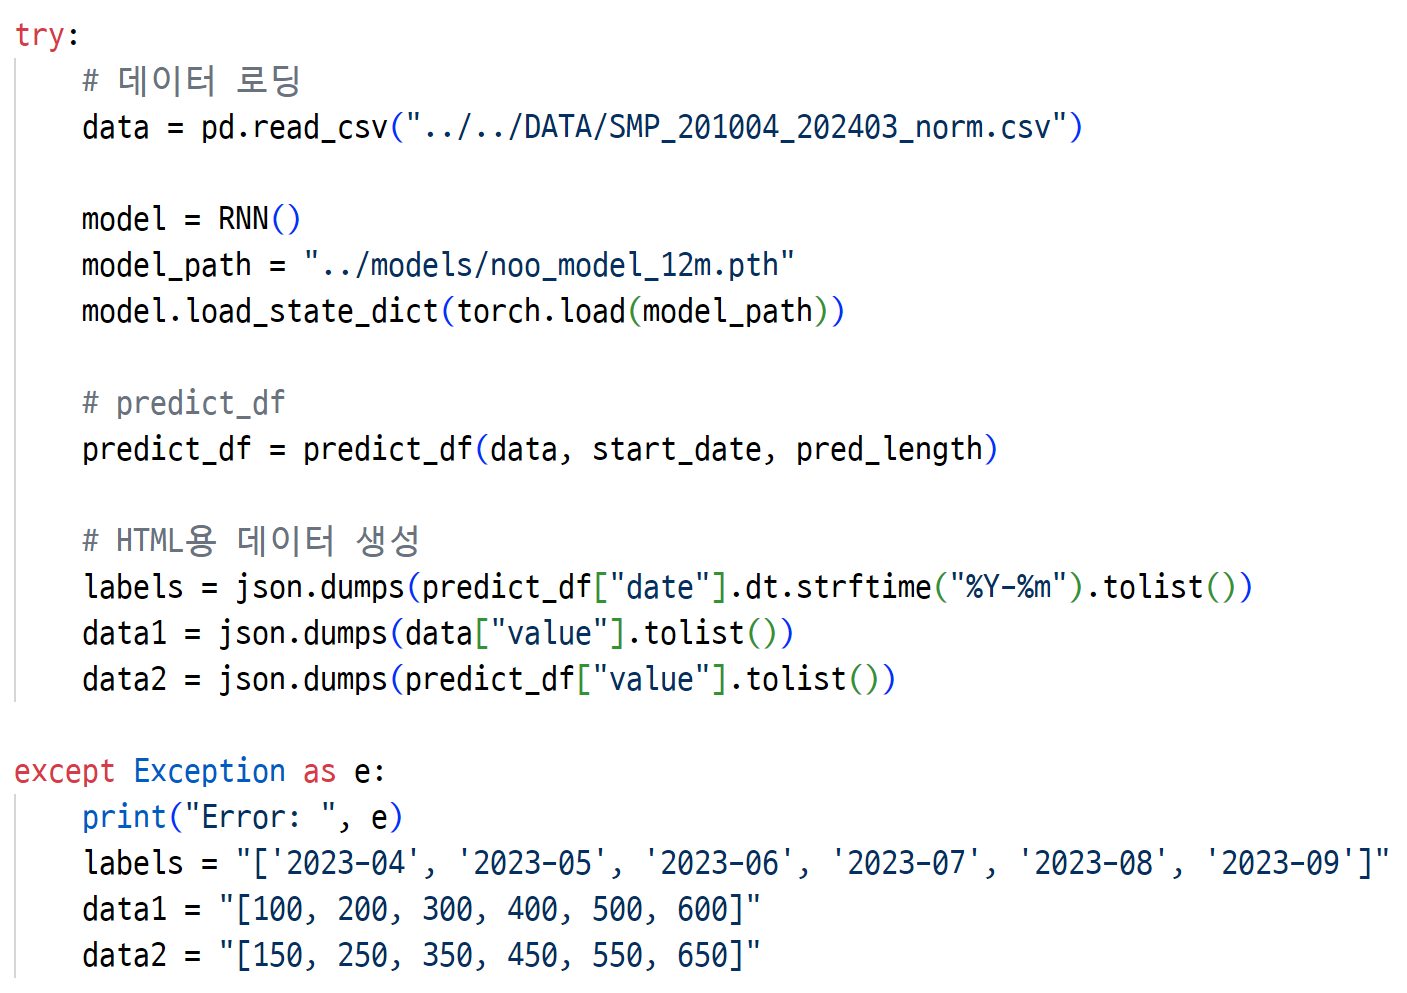 try:
# 데이터 로딩
data = pd.read_csv("../../DATA/SMP_201004_202403_norm.csv")
model = RNN()
model_path = "../models/noo_model_12m.pth"
model.load_state_dict(torch.load(model_path))
# predict_df
predict_df = predict_df(data, start_date, pred_length)
# HTML용 데이터 생성
labels = json.dumps(predict_df["date"].dt.strftime("%Y-%m").tolist())
data1 = json.dumps(data["value"].tolist())
data2 = json.dumps(predict_df["value"].tolist())
except Exception as e:
print("Error: ", e)
labels = "['2023-04', '2023-05', '2023-06', '2023-07', '2023-08', '2023-09']"
data1 = "[100, 200, 300, 400, 500, 600]"
data2 = "[150, 250, 350, 450, 550, 650]"